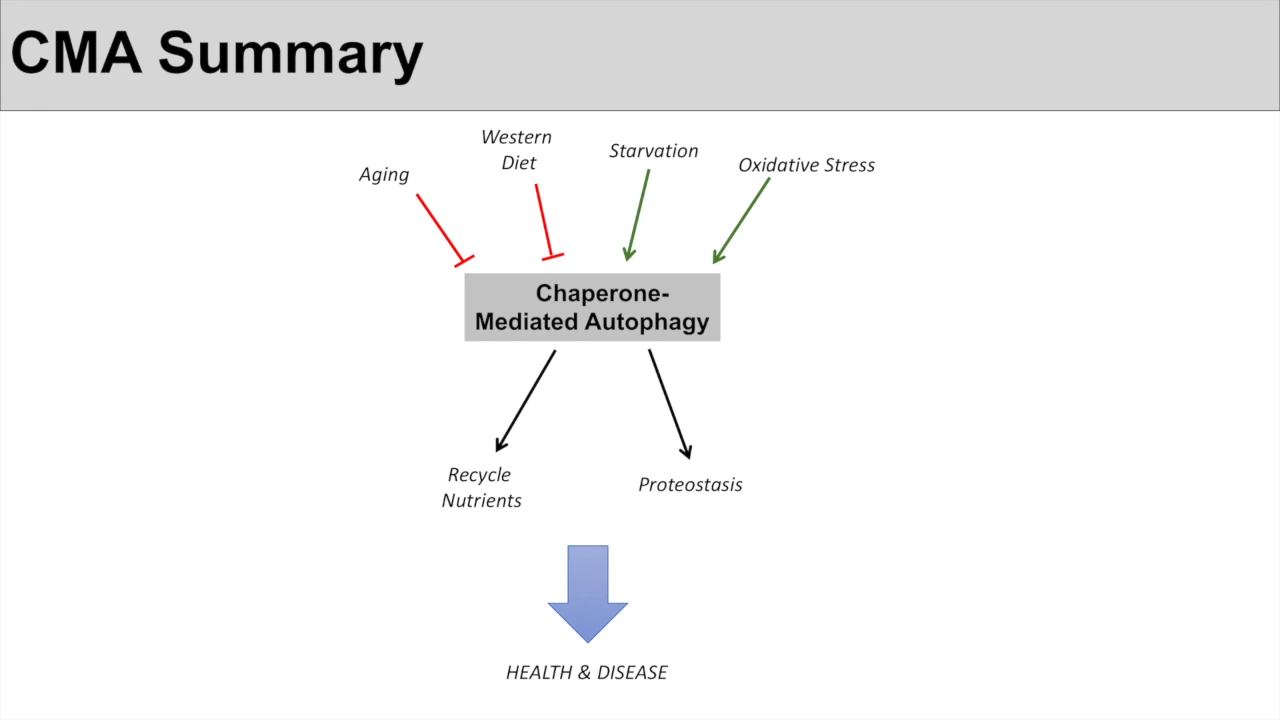 CMA Summary
Western
Diet
Starvation
Oxidative Stress
Aging
Chaperone-
Mediated Autophagy
Recycle
Nutrients
Proteostasis
HEALTH & DISEASE